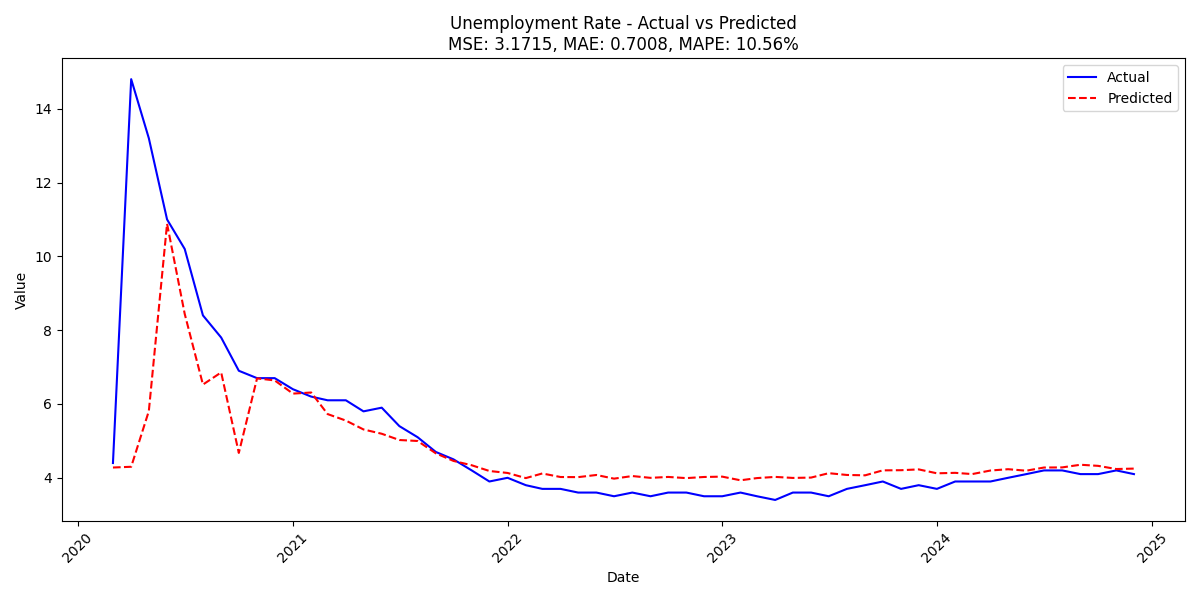 Unemployment Rate - Actual vs Predicted
MSE: 3.1715, MAE: 0.7008, MAPE: 10.56%
Actual
Predicted
Value
14
12
10
8
6
4
2020
2021
2022
2023
2024
2025
Date